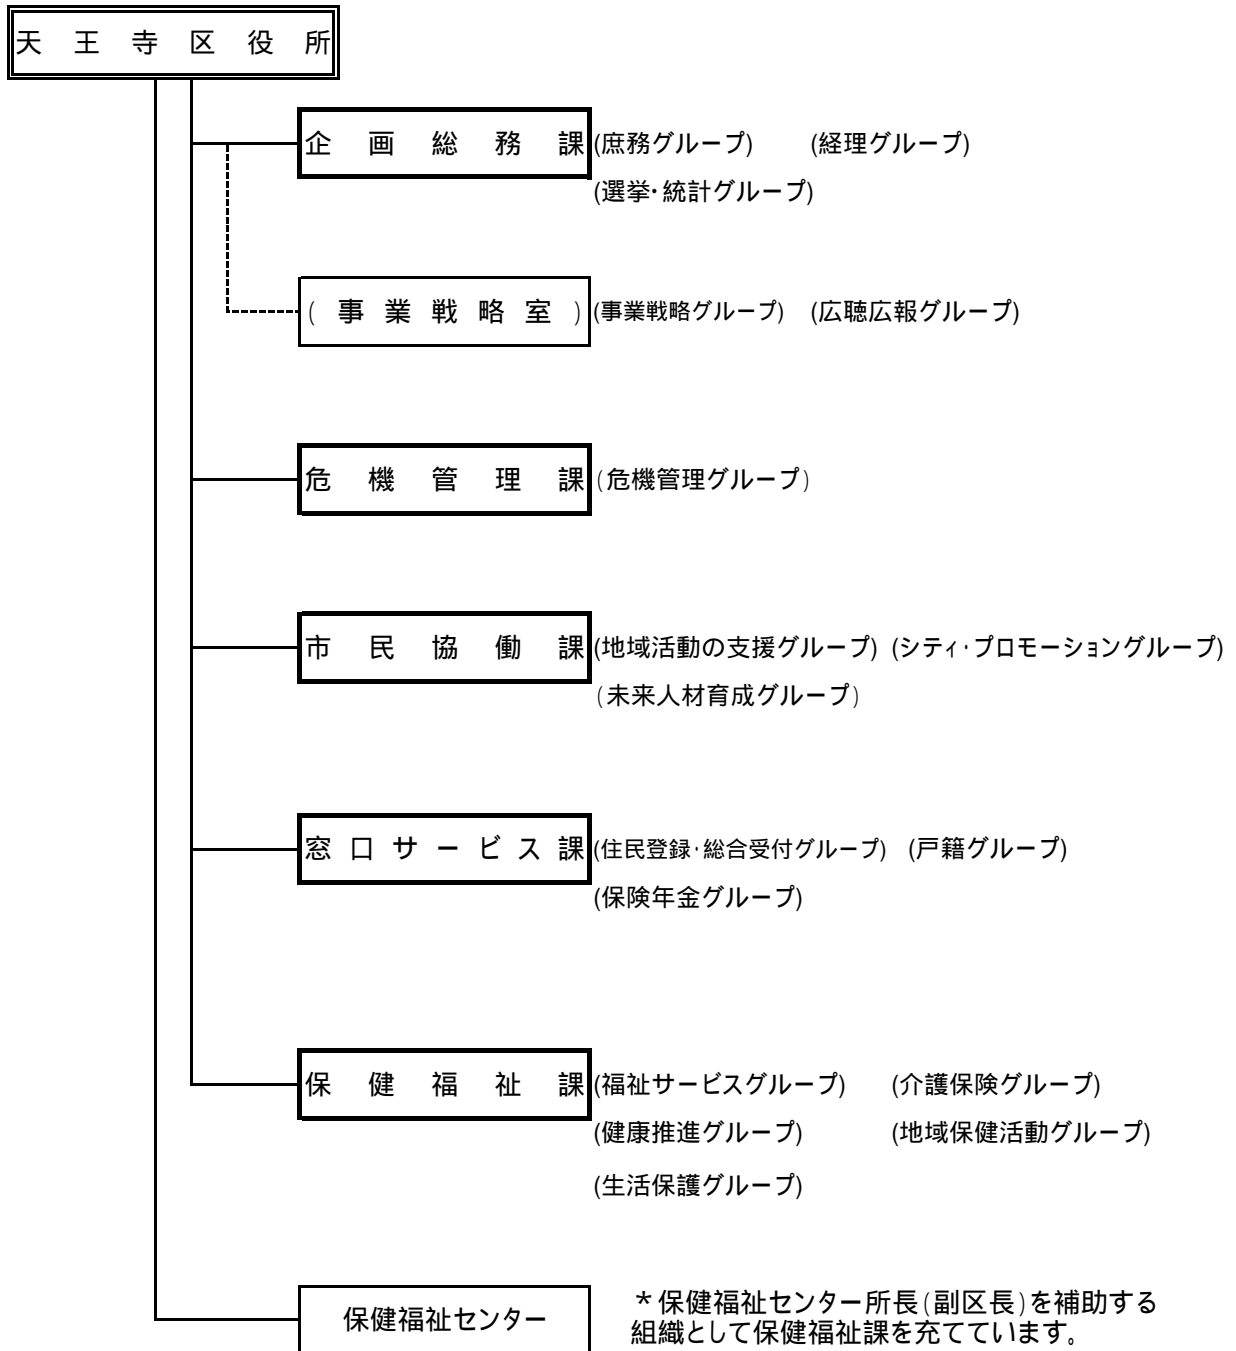 天王寺区役所
企画総務課 (庶務グループ) (経理グループ)
(選挙・統計グループ)
(事業戦略室) (事業戦略グループ) (広聴広報グループ)
危機管理課 (危機管理グループ)
市民協働課 (地域活動の支援グループ) (シティ・プロモーショングループ)
(未来人材育成グループ)
窓口サービス課 (住民登録・総合受付グループ) (戸籍グループ)
(保険年金グループ)
保健福祉課 (福祉サービスグループ) (介護保険グループ)
(健康推進グループ) (地域保健活動グループ)
(生活保護グループ)
保健福祉センター
＊保健福祉センター所長(副区長)を補助する
組織として保健福祉課を充てています。